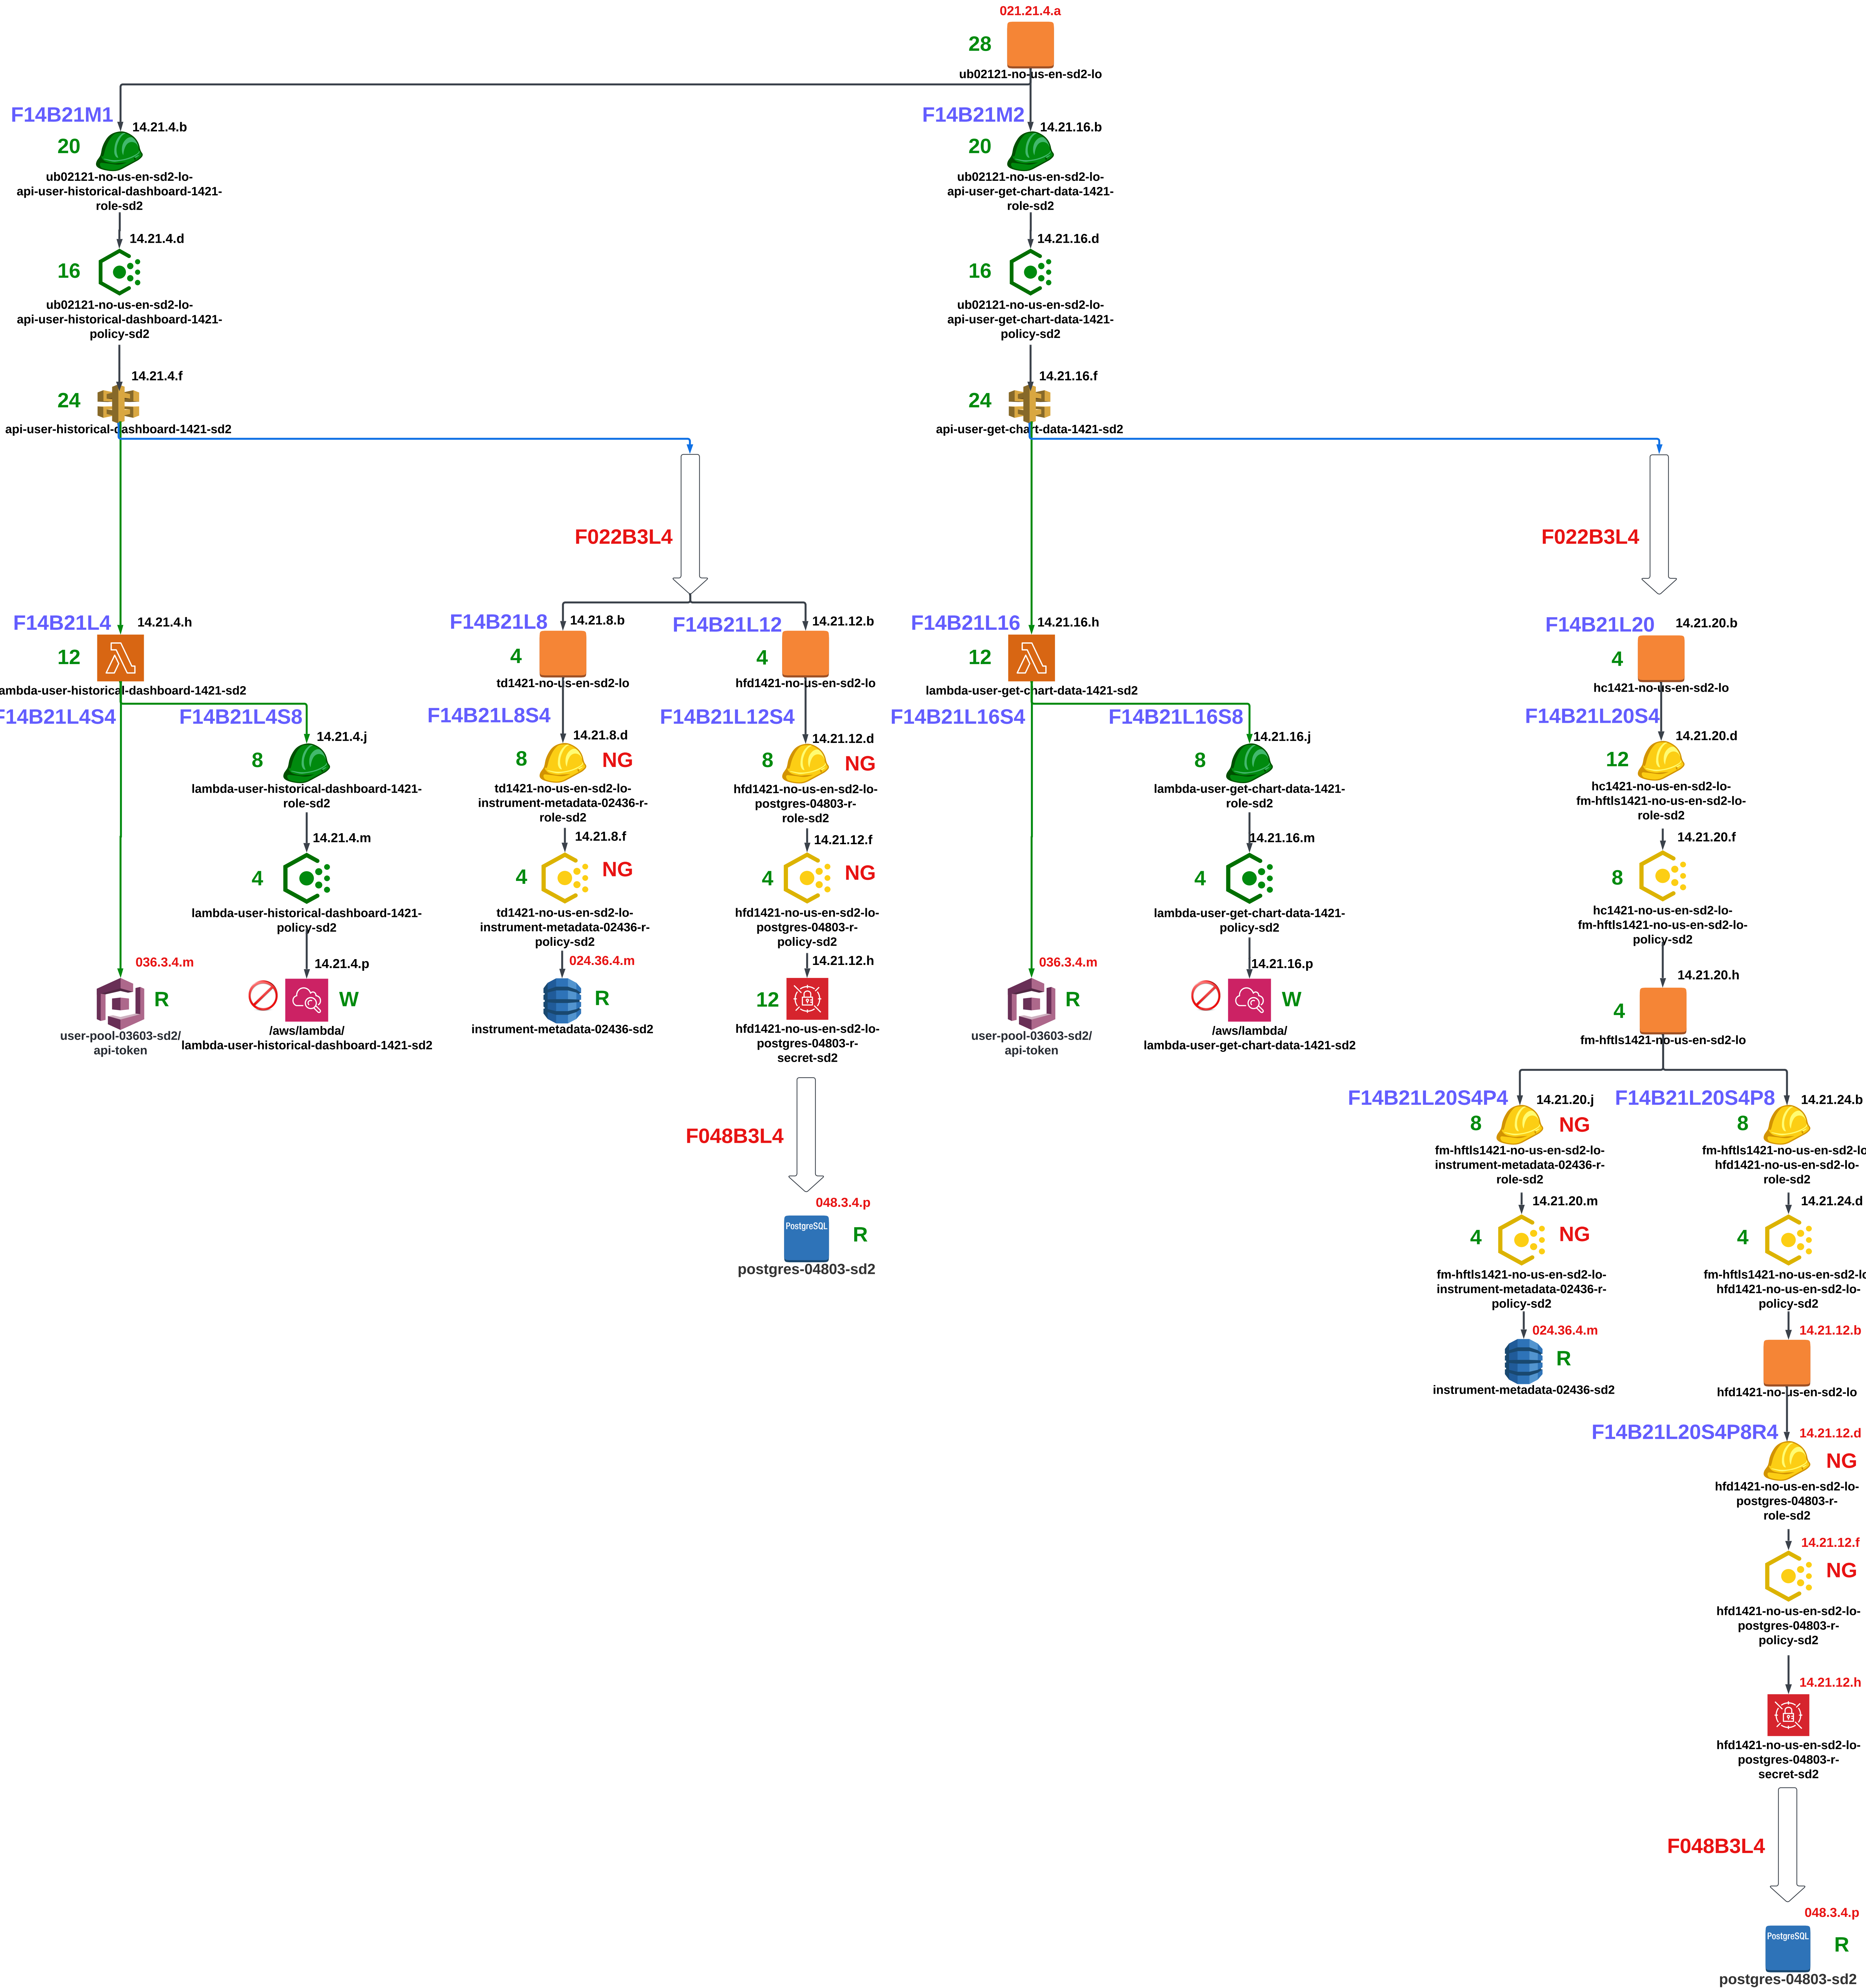 021.21.4.a
28
ub02121-no-us-en-sd2-lo
F14B21M1
14.21.4.b
20
ub02121-no-us-en-sd2-lo-
api-user-historical-dashboard-1421-
role-sd2
14.21.4.d
16
ub02121-no-us-en-sd2-lo-
api-user-historical-dashboard-1421-
policy-sd2
14.21.4.f
24
api-user-historical-dashboard-1421-sd2
F14B21M2
14.21.16.b
20
ub02121-no-us-en-sd2-lo-
api-user-get-chart-data-1421-
role-sd2
14.21.16.d
16
ub02121-no-us-en-sd2-lo-
api-user-get-chart-data-1421-
policy-sd2
14.21.16.f
24
api-user-get-chart-data-1421-sd2
F022B3L4
F022B3L4
F14B21L4
14.21.4.h
12
ambda-user-historical-dashboard-1421-sd2
F14B21L4S4
F14B21L4S8
14.21.4.j
8
lambda-user-historical-dashboard-1421-
role-sd2
14.21.4.m
4
lambda-user-historical-dashboard-1421-
policy-sd2
036.3.4.m
R
user-pool-03603-sd2/
api-token
14.21.4.p
W
/aws/lambda/
lambda-user-historical-dashboard-1421-sd2
F14B21L8
14.21.8.b
4
td1421-no-us-en-sd2-lo
F14B21L8S4
14.21.8.d
8
NG
td1421-no-us-en-sd2-lo-
instrument-metadata-02436-r-
role-sd2
14.21.8.f
4
NG
td1421-no-us-en-sd2-lo-
instrument-metadata-02436-r-
policy-sd2
024.36.4.m
R
instrument-metadata-02436-sd2
F14B21L12
14.21.12.b
4
hfd1421-no-us-en-sd2-lo
F14B21L12S4
14.21.12.d
8
NG
hfd1421-no-us-en-sd2-lo-
postgres-04803-r-
role-sd2
14.21.12.f
4
NG
hfd1421-no-us-en-sd2-lo-
postgres-04803-r-
policy-sd2
14.21.12.h
12
hfd1421-no-us-en-sd2-lo-
postgres-04803-r-
secret-sd2
F048B3L4
048.3.4.p
PostgreSQL
R
postgres-04803-sd2
F14B21L16
14.21.16.h
12
lambda-user-get-chart-data-1421-sd2
F14B21L16S4
F14B21L16S8
14.21.16.j
8
lambda-user-get-chart-data-1421-
role-sd2
14.21.16.m
4
lambda-user-get-chart-data-1421-
policy-sd2
036.3.4.m
R
user-pool-03603-sd2/
api-token
14.21.16.p
W
/aws/lambda/
lambda-user-get-chart-data-1421-sd2
F14B21L20
14.21.20.b
4
hc1421-no-us-en-sd2-lo
F14B21L20S4
14.21.20.d
12
hc1421-no-us-en-sd2-lo-
fm-hftls1421-no-us-en-sd2-lo-
role-sd2
14.21.20.f
8
hc1421-no-us-en-sd2-lo-
fm-hftls1421-no-us-en-sd2-lo-
policy-sd2
14.21.20.h
4
fm-hftls1421-no-us-en-sd2-lo
F14B21L20S4P4
14.21.20.j
8
NG
fm-hftls1421-no-us-en-sd2-lo-
instrument-metadata-02436-r-
role-sd2
14.21.20.m
4
NG
fm-hftls1421-no-us-en-sd2-lo-
instrument-metadata-02436-r-
policy-sd2
024.36.4.m
R
instrument-metadata-02436-sd2
F14B21L20S4P8
14.21.24.b
8
fm-hftls1421-no-us-en-sd2-lo
hfd1421-no-us-en-sd2-lo-
role-sd2
14.21.24.d
4
fm-hftls1421-no-us-en-sd2-lo
hfd1421-no-us-en-sd2-lo-
policy-sd2
14.21.12.b
hfd1421-no-us-en-sd2-lo
F14B21L20S4P8R4
14.21.12.d
NG
hfd1421-no-us-en-sd2-lo-
postgres-04803-r-
role-sd2
14.21.12.f
NG
hfd1421-no-us-en-sd2-lo-
postgres-04803-r-
policy-sd2
14.21.12.h
hfd1421-no-us-en-sd2-lo-
postgres-04803-r-
secret-sd2
F048B3L4
048.3.4.p
PostgreSQL
R
postgres-04803-sd2